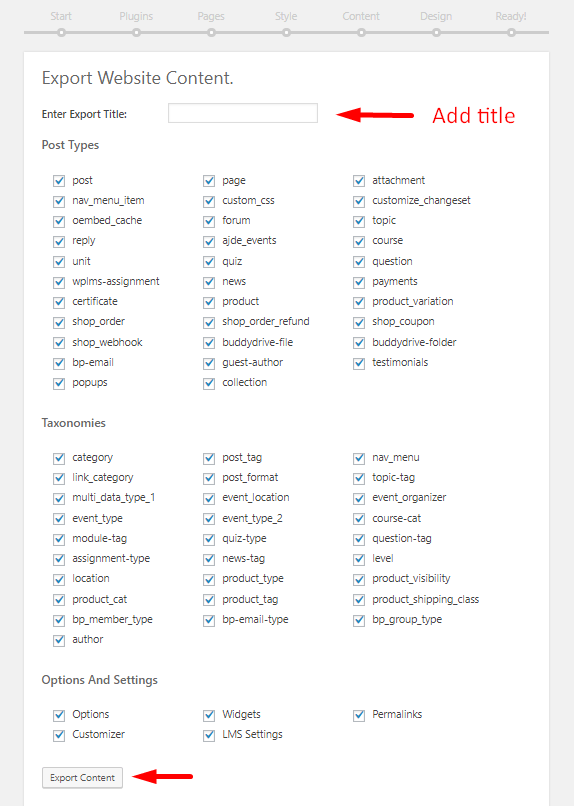 Start Plugins Pages Style Content Design Ready!
Export Website Content.
Enter Export Title: Add title
Post Types
post page attachment
nav_menu_item custom_css customize_changeset
oembed_cache forum topic
reply ajde_events course
unit quiz question
wplms-assignment news payments
certificate product product_variation
shop_order shop_order_refund shop_coupon
shop_webhook buddydrive-file buddydrive-folder
bp-email guest-author testimonials
popups collection
Taxonomies
category post_tag nav_menu
link_category post_format topic-tag
multi_data_type_1 event_location event_organizer
event_type event_type_2 course-cat
module-tag quiz-type question-tag
assignment-type news-tag level
location product_type product_visibility
product_cat product_tag product_shipping_class
bp_member_type bp-email-type bp_group_type
author
Options And Settings
Options Widgets Permalinks
Customizer LMS Settings
Export Content